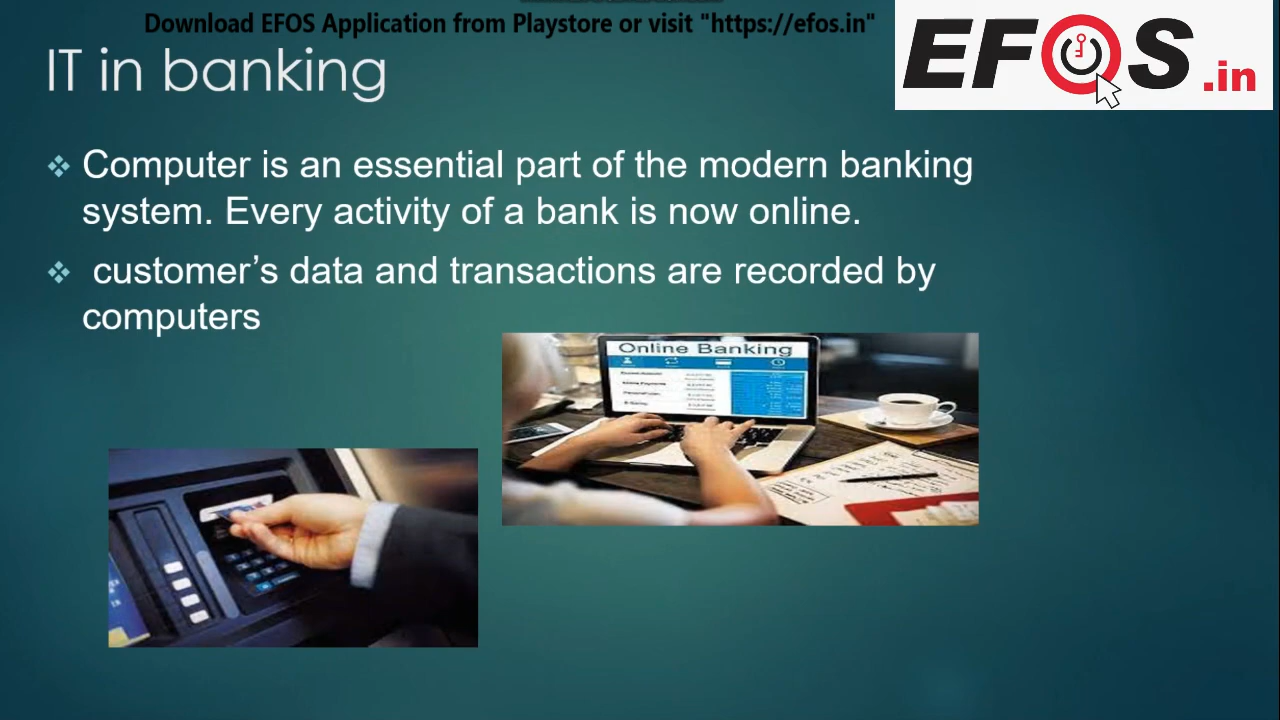 Download EFOS Application from Playstore or visit "https://efos.in"
EFOS.in
IT in banking
❖ Computer is an essential part of the modern banking
system. Every activity of a bank is now online.
❖ customer’s data and transactions are recorded by
computers
Online Banking